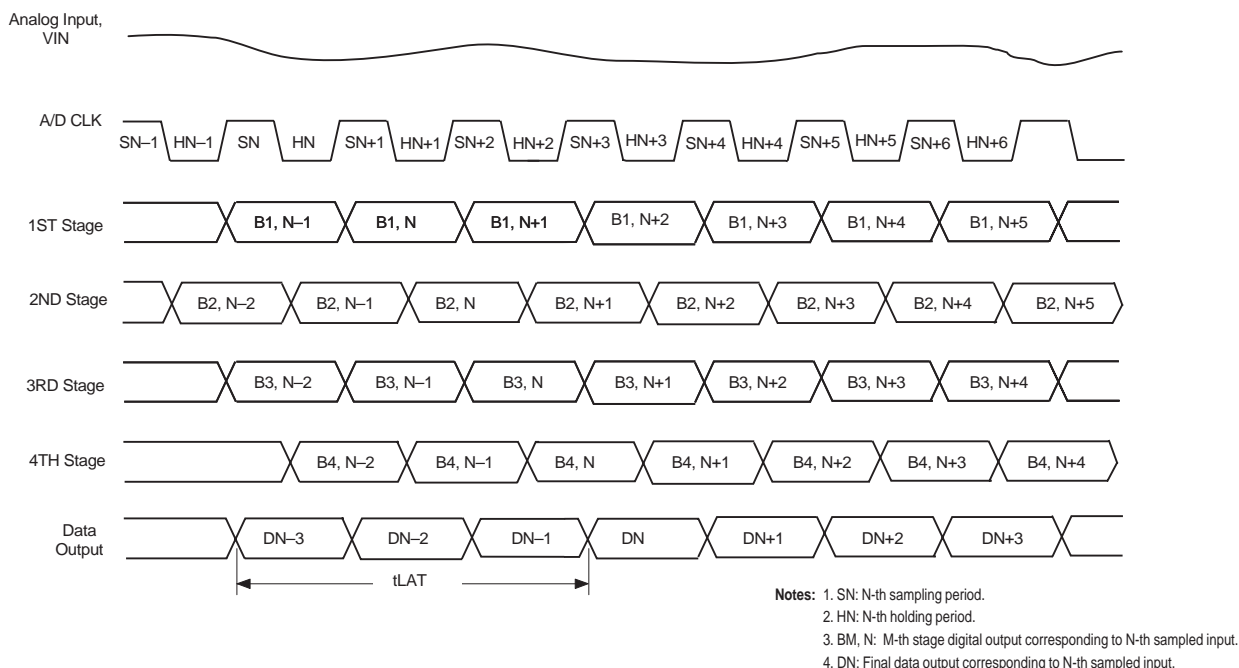 Analog Input,
VIN
A/D CLK
SN–1 HN–1 SN HN SN+1 HN+1 SN+2 HN+2 SN+3 HN+3 SN+4 HN+4 SN+5 HN+5 SN+6 HN+6
1ST Stage B1, N–1 B1, N B1, N+1 B1, N+2 B1, N+3 B1, N+4 B1, N+5
2ND Stage B2, N–2 B2, N–1 B2, N B2, N+1 B2, N+2 B2, N+3 B2, N+4 B2, N+5
3RD Stage B3, N–2 B3, N–1 B3, N B3, N+1 B3, N+2 B3, N+3 B3, N+4
4TH Stage B4, N–2 B4, N–1 B4, N B4, N+1 B4, N+2 B4, N+3 B4, N+4
Data
Output
DN–3 DN–2 DN–1 DN DN+1 DN+2 DN+3
tLAT
Notes: 1. SN: N-th sampling period.
2. HN: N-th holding period.
3. BM, N: M-th stage digital output corresponding to N-th sampled input.
4. DN: Final data output corresponding to N-th sampled input.